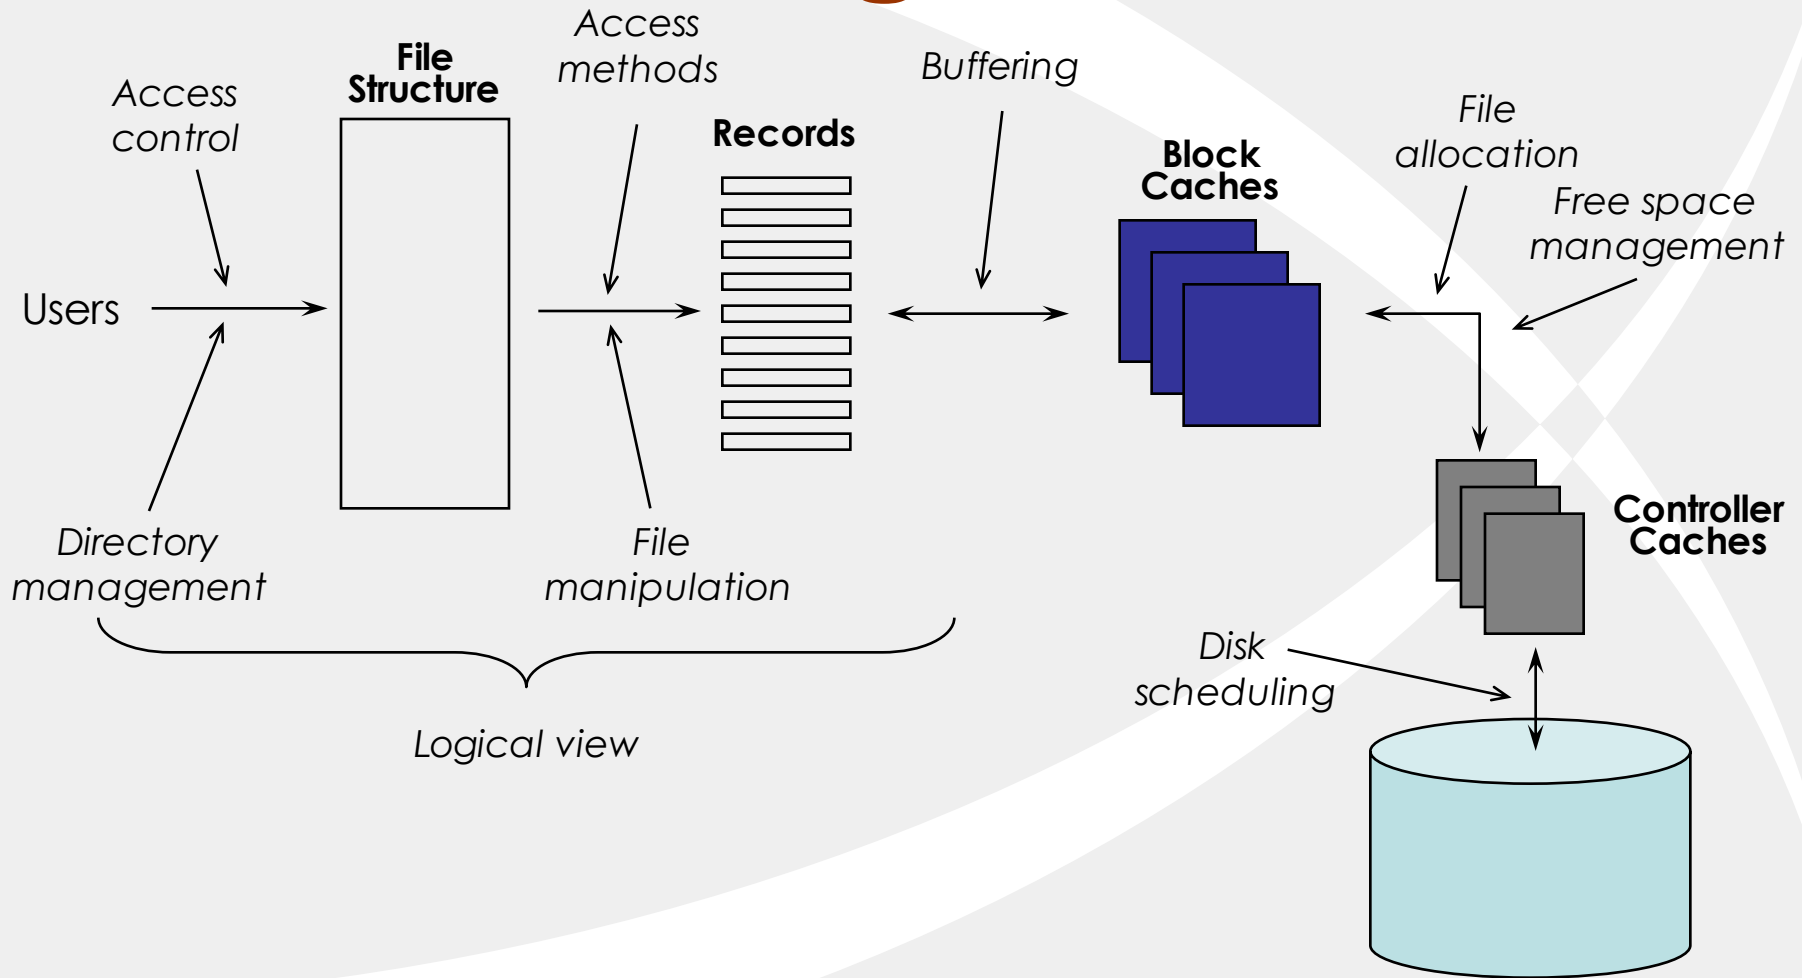 Access
control
File
Structure
Access
methods
Records
Buffering
Block
Caches
File
allocation
Free space
management
Users
Directory
management
File
manipulation
Controller
Caches
Disk
scheduling
Logical view